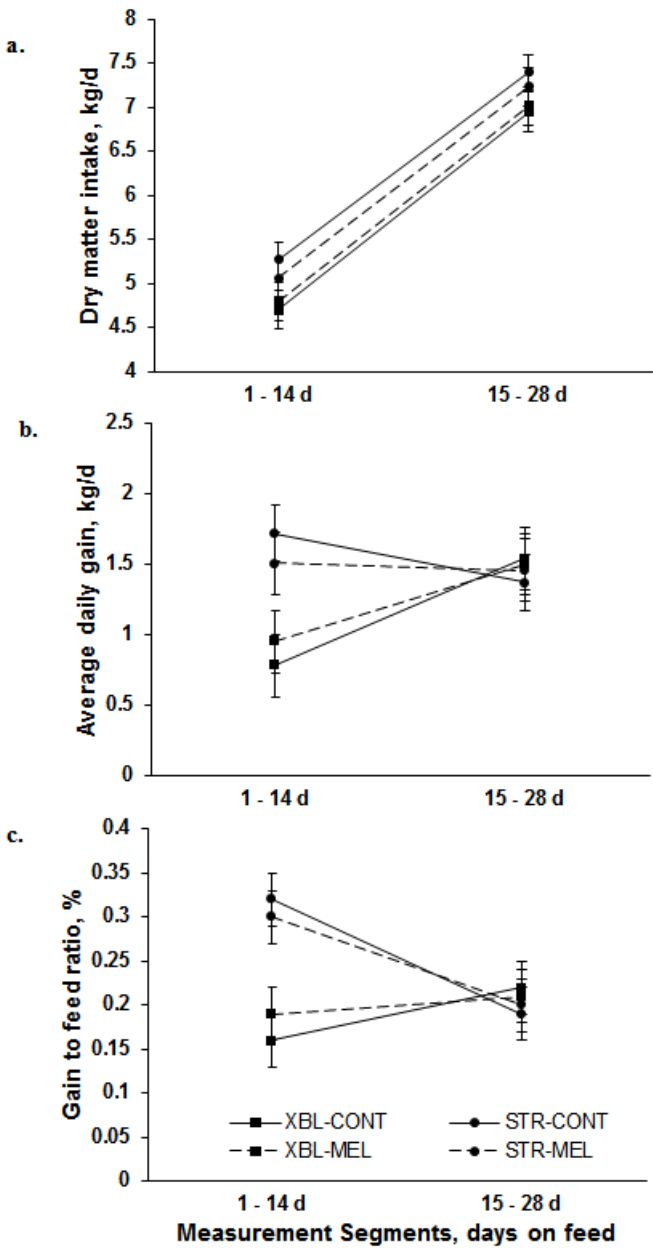 a.
Dry matter intake, kg/d
8
7.5
7
6.5
6
5.5
5
4.5
4
1 - 14 d
15 - 28 d
b.
Average daily gain, kg/d
2.5
2
1.5
1
0.5
0
1 - 14 d
15 - 28 d
c.
Gain to feed ratio, %
0.4
0.35
0.3
0.25
0.2
0.15
0.1
0.05
0
XBL-CONT
STR-CONT
XBL-MEL
STR-MEL
1 - 14 d
15 - 28 d
Measurement Segments, days on feed